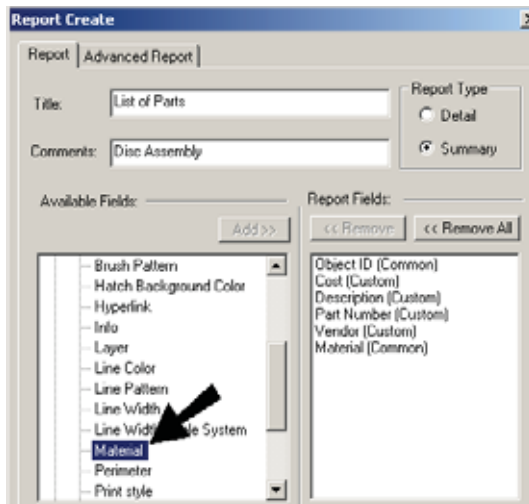 Report Create
Report
Advanced Report
Title:
List of Parts
Report Type
Detail
Summary
Comments:
Disc Assembly
Available Fields:
Add >>
Brush Pattern
Hatch Background Color
Hyperlink
Info
Layer
Line Color
Line Pattern
Line Width
Line Width System
Material
Perimeter
Print style
Report Fields:
<< Remove
<< Remove All
Object ID (Common)
Cost (Custom)
Description (Custom)
Part Number (Custom)
Vendor (Custom)
Material (Common)